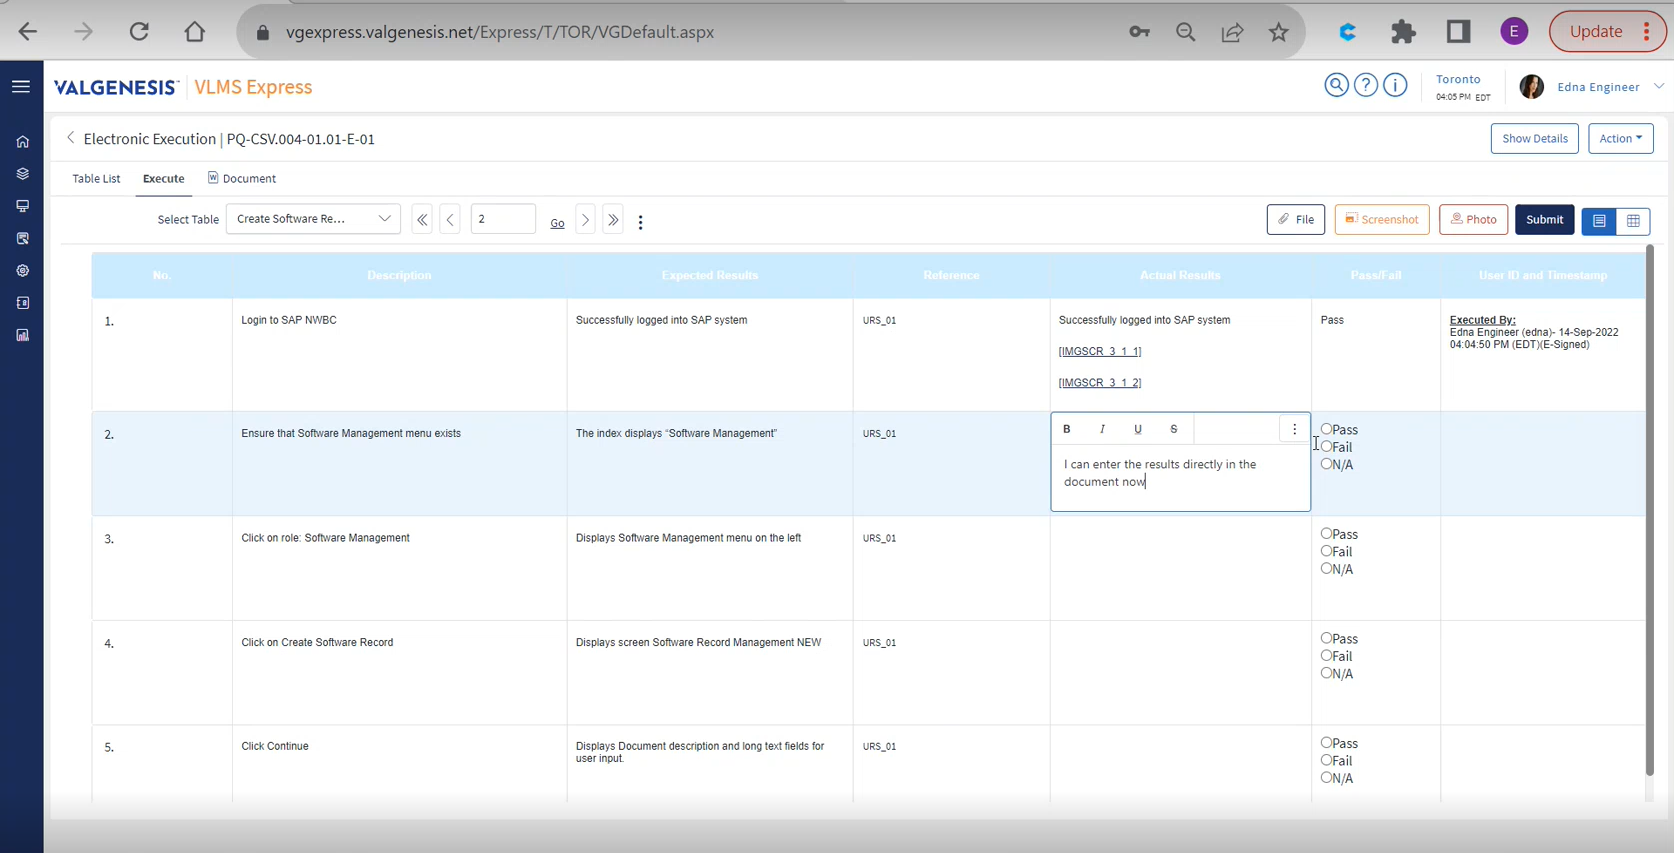 vgexpress.valgenesis.net/Express/T/TOR/VGDefault.aspx
E
Update
VALGENESIS™ VLMS Express
Toronto
04:05 PM EDT
Edna Engineer
Electronic Execution | PQ-CSV.004-01.01-E-01
Show Details
Action
Table List
Execute
Document
Select Table
Create Software Re...
2
Go
File
Screenshot
Photo
Submit
No. Description Expected Results Reference Actual Results Pass/Fail User ID and Timestamp
1.
Login to SAP NWBC
Successfully logged into SAP system
URS_01
Successfully logged into SAP system
[IMGSCR_3_1_1]
[IMGSCR_3_1_2]
Pass
Executed By:
Edna Engineer (edna)- 14-Sep-2022
04:04:50 PM (EDT)(E-Signed)
2.
Ensure that Software Management menu exists
The index displays “Software Management”
URS_01
B I U S
I can enter the results directly in the
document now
Pass
Fail
N/A
3.
Click on role: Software Management
Displays Software Management menu on the left
URS_01
Pass
Fail
N/A
4.
Click on Create Software Record
Displays screen Software Record Management NEW
URS_01
Pass
Fail
N/A
5.
Click Continue
Displays Document description and long text fields for
user input.
URS_01
Pass
Fail
N/A